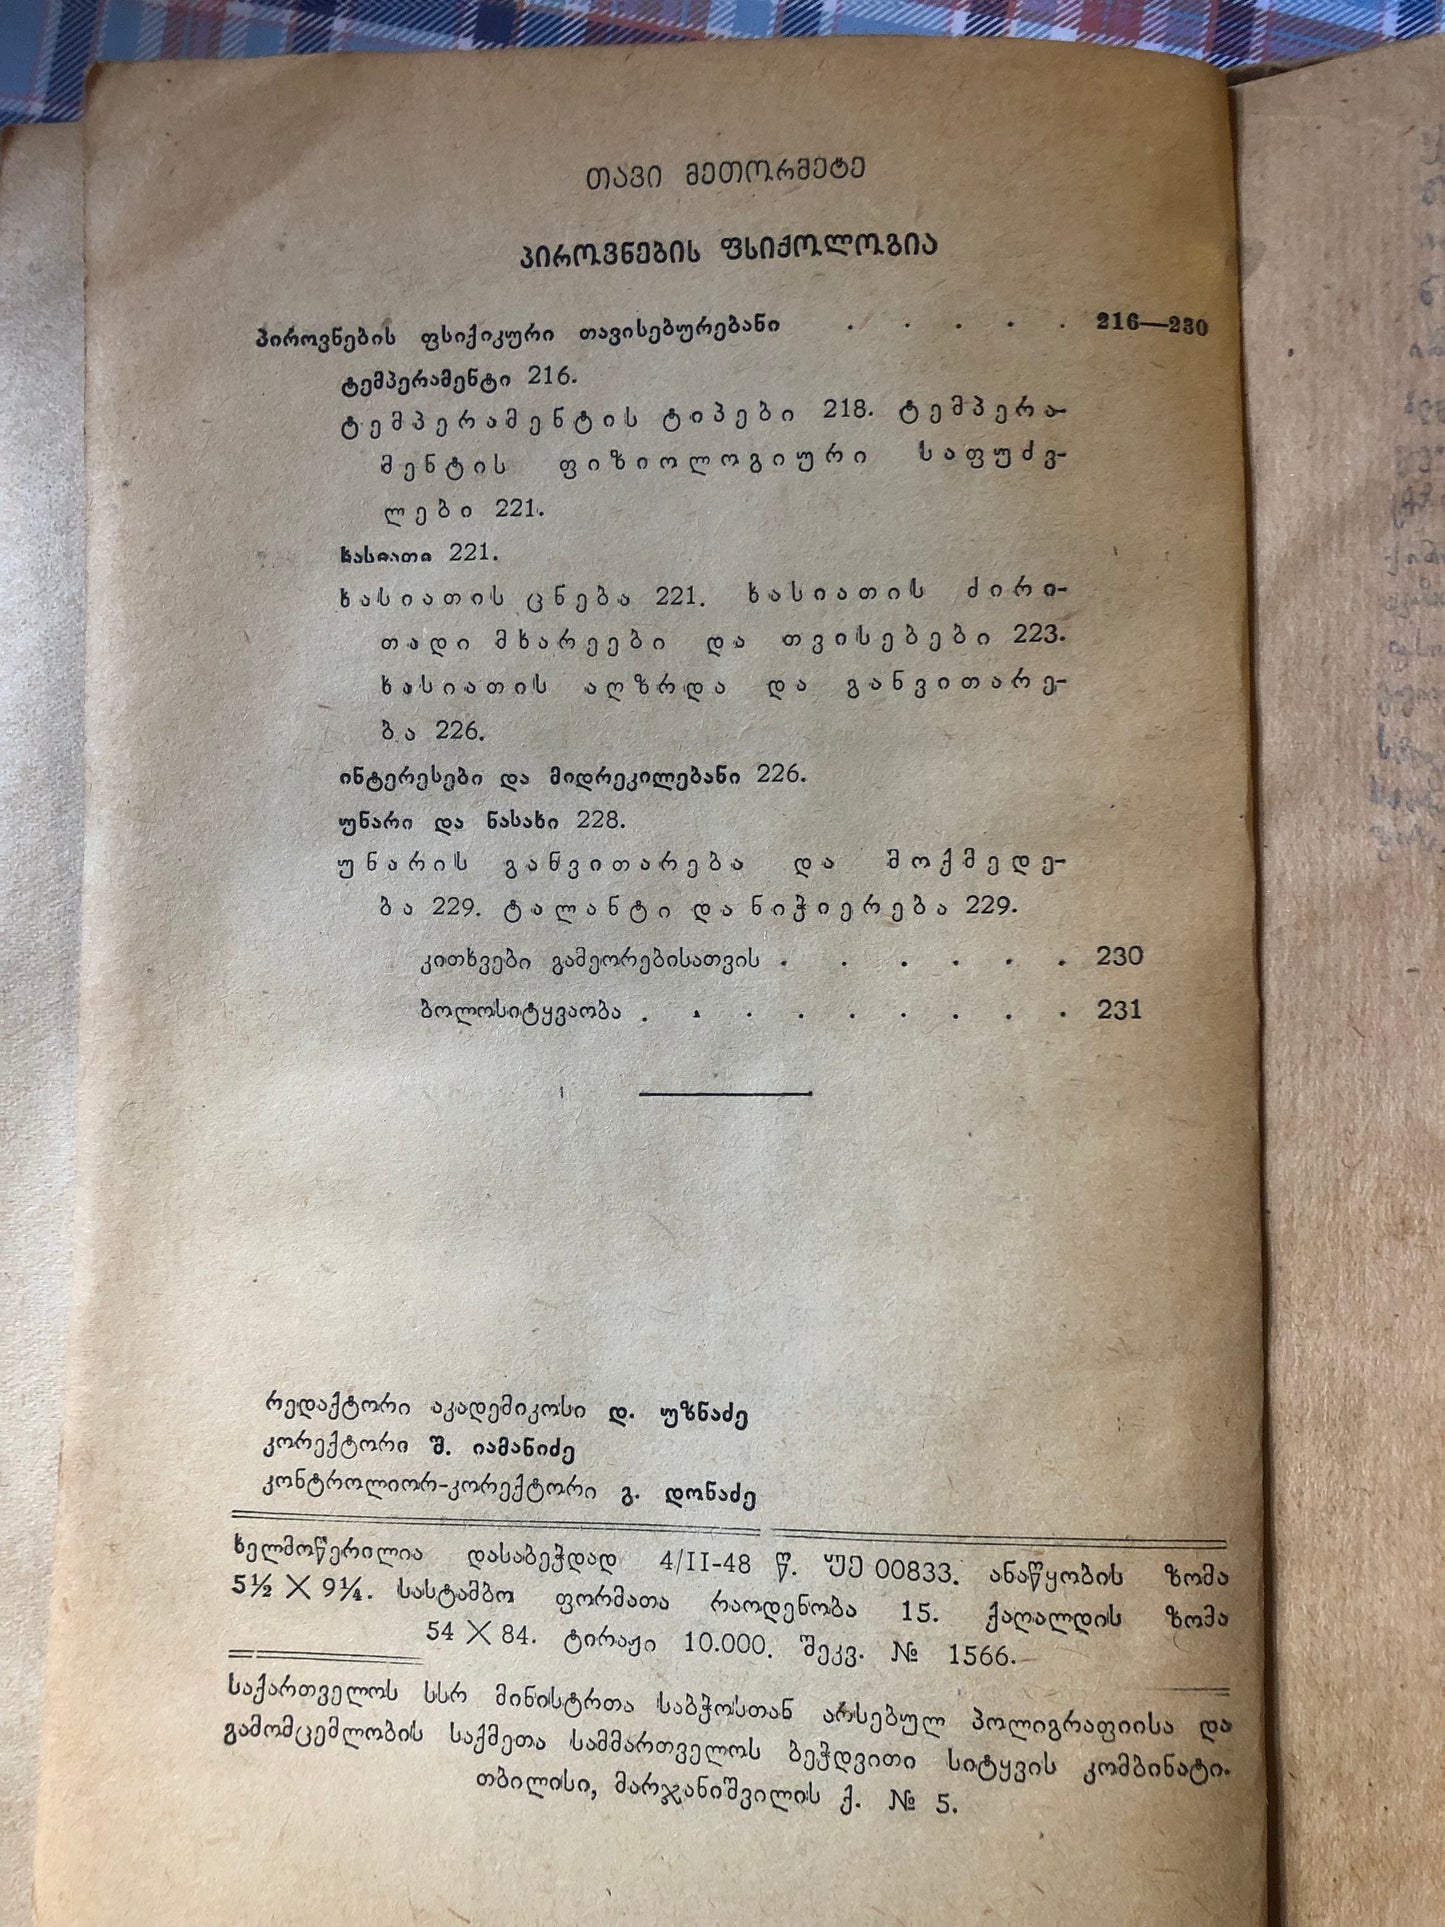 თავი მეთორმეტე
პიროვნების ფსიქოლოგია
პიროვნების ფსიქიკური თავისებურებანი . . . . . 216—230
ტემპერამენტი 216.
ტემპერამენტის ტიპები 218. ტემპერა-
მენტის ფიზიოლოგიური საფუძვ-
ლები 221.
ხასიათი 221.
ხასიათის ცნება 221. ხასიათის ძირი-
თადი მხარეები და თვისებები 223.
ხასიათის აღზრდა და განვითარე-
ბა 226.
ინტერესები და მიდრეკილებანი 226.
უნარი და ნასახი 228.
უნარის განვითარება და მოქმედე-
ბა 229. ტალანტი და ნიჭიერება 229.
კითხვები გამეორებისათვის . . . . . . 230
ბოლოსიტყვაობა . . . . . . . . . 231
რედაქტორი აკადემიკოსი დ. უზნაძე
კორექტორი შ. იამანიძე
კონტროლიორ-კორექტორი გ. დონაძე
ხელმოწერილია დასაბეჭდად 4/II-48 წ. უე 00833. ანაწყობის ზომა
5½ X 9¼. სასტამბო ფორმათა რაოდენობა 15. ქაღალდის ზომა
54 X 84. ტირაჟი 10.000. შეკვ. № 1566.
საქართველოს სსრ მინისტრთა საბჭოსთან არსებულ პოლიგრაფიისა და
გამომცემლობის საქმეთა სამმართველოს ბეჭდვითი სიტყვის კომბინატი.
თბილისი, მარჯანიშვილის ქ. № 5.